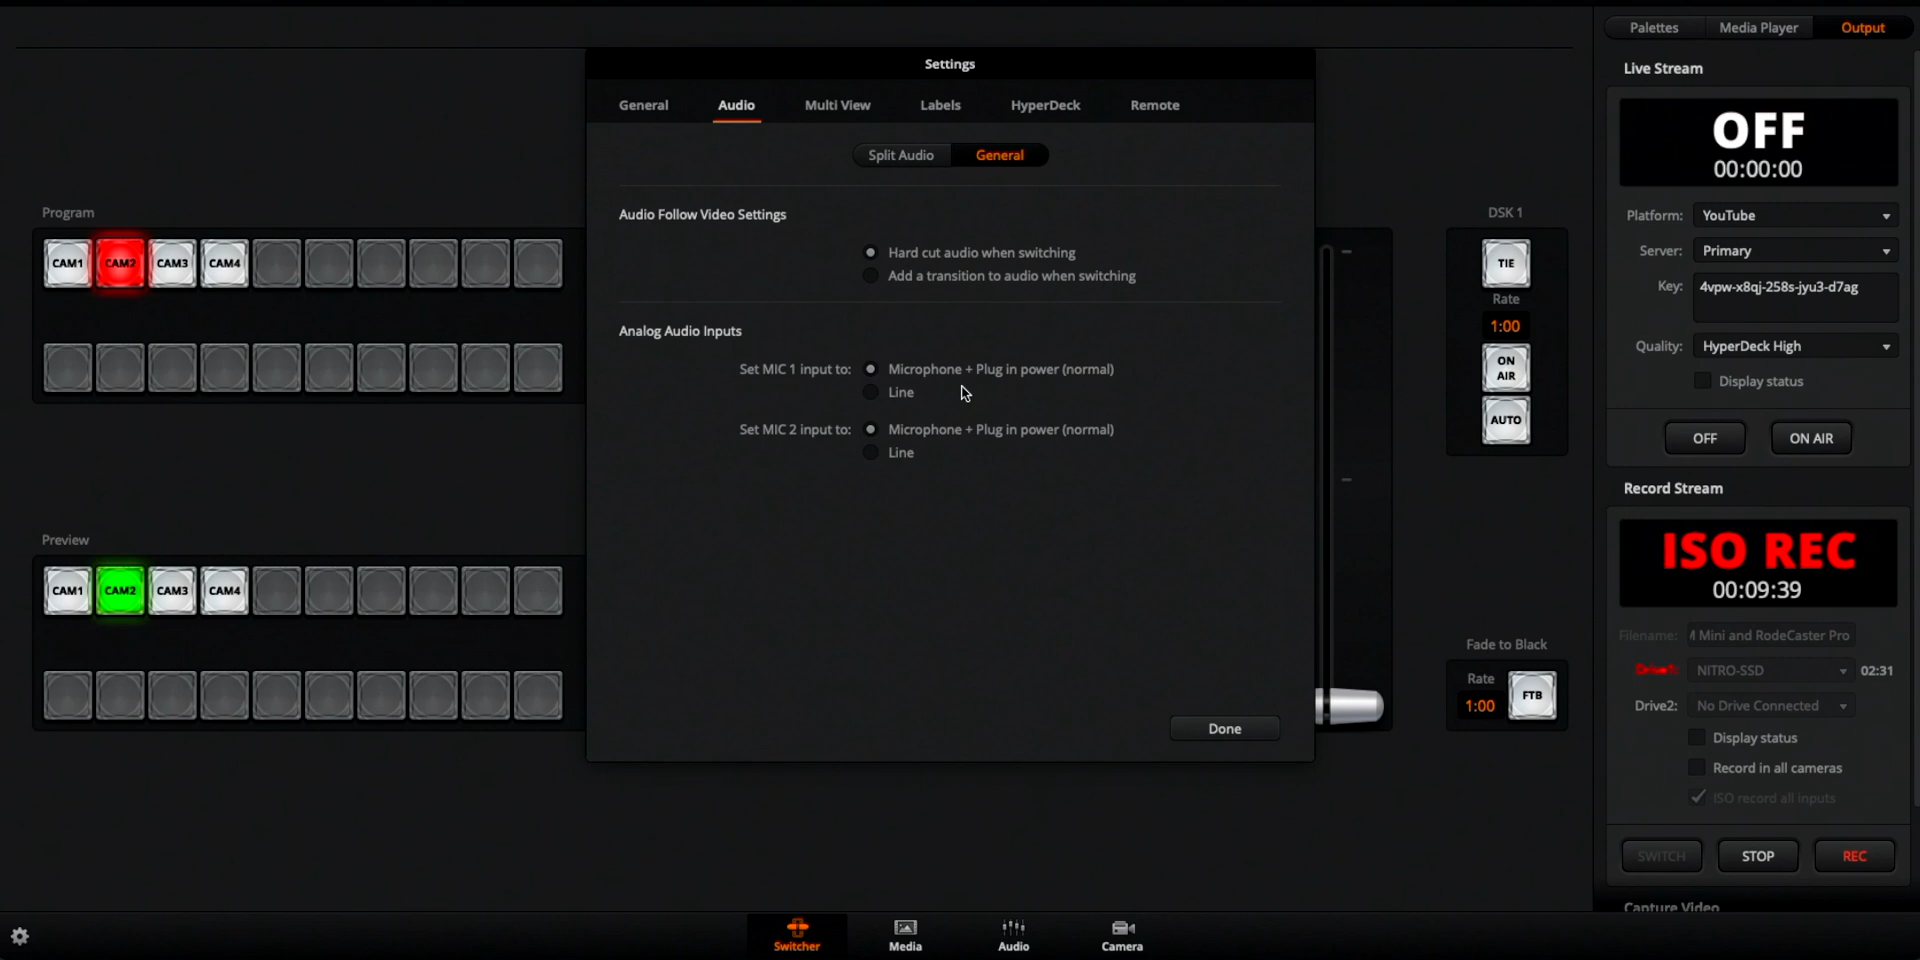 Palettes Media Player Output
Settings
Live Stream
General Audio Multi View Labels HyperDeck Remote
OFF
00:00:00
Split Audio General
Program
Audio Follow Video Settings
DSK 1
Platform: YouTube
CAM1 CAM2 CAM3 CAM4
Hard cut audio when switching
TIE
Server: Primary
Add a transition to audio when switching
Rate
Key: 4vpw-x8qj-258s-jyu3-d7ag
1:00
Analog Audio Inputs
Quality: HyperDeck High
Set MIC 1 input to: Microphone + Plug in power (normal)
ON
AIR
Display status
Line
AUTO
Set MIC 2 input to: Microphone + Plug in power (normal)
OFF ON AIR
Line
Record Stream
Preview
ISO REC
00:09:39
CAM1 CAM2 CAM3 CAM4
Filename: M Mini and RodeCaster Pro
Fade to Black
Drive1: NITRO-SSD 02:31
Rate
FTB
1:00
Drive2: No Drive Connected
Done
Display status
Record in all cameras
ISO record all inputs
SWITCH STOP REC
Capture Video
Switcher Media Audio Camera